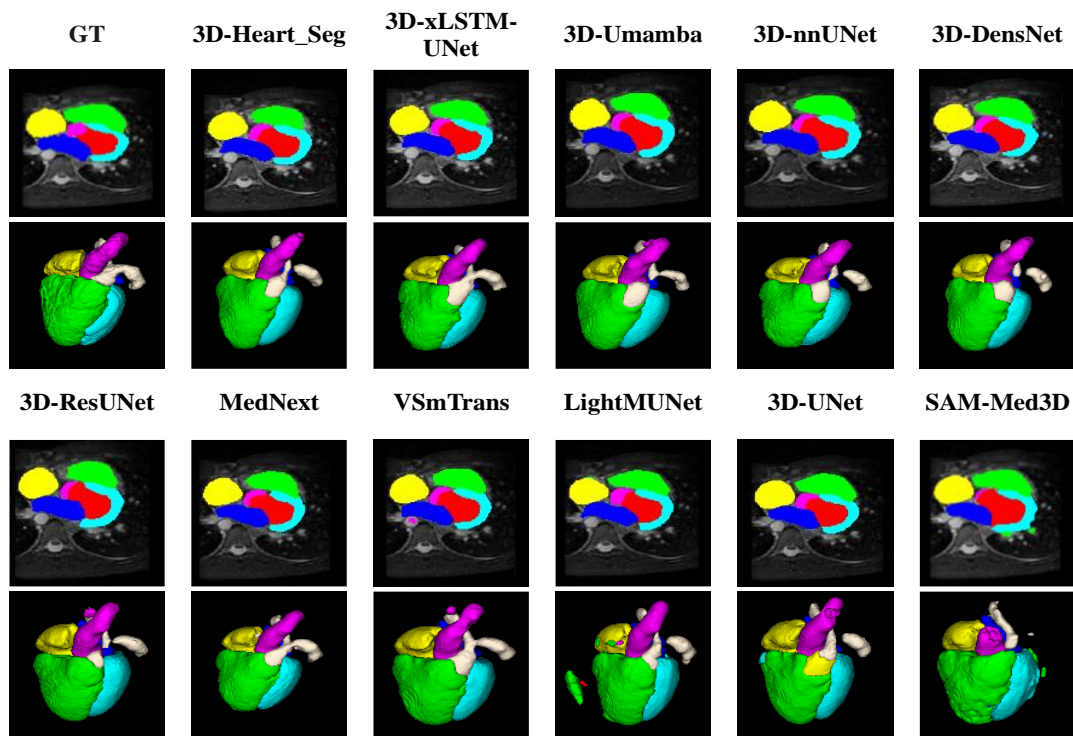 GT
3D-Heart_Seg
3D-xLSTM-
UNet
3D-Umamba
3D-nnUNet
3D-DensNet
3D-ResUNet
MedNext
VSmTrans
LightMUNet
3D-UNet
SAM-Med3D